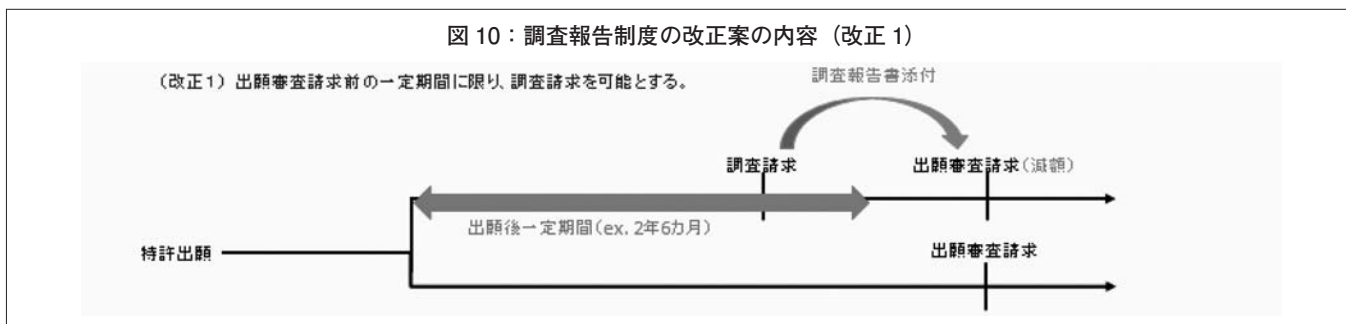 図 10：調査報告制度の改正案の内容（改正 1）
（改正1）出願審査請求前の一定期間に限り、調査請求を可能とする。
調査報告書添付
調査請求
出願審査請求(減額)
出願後一定期間(ex. 2年6カ月)
特許出願
出願審査請求